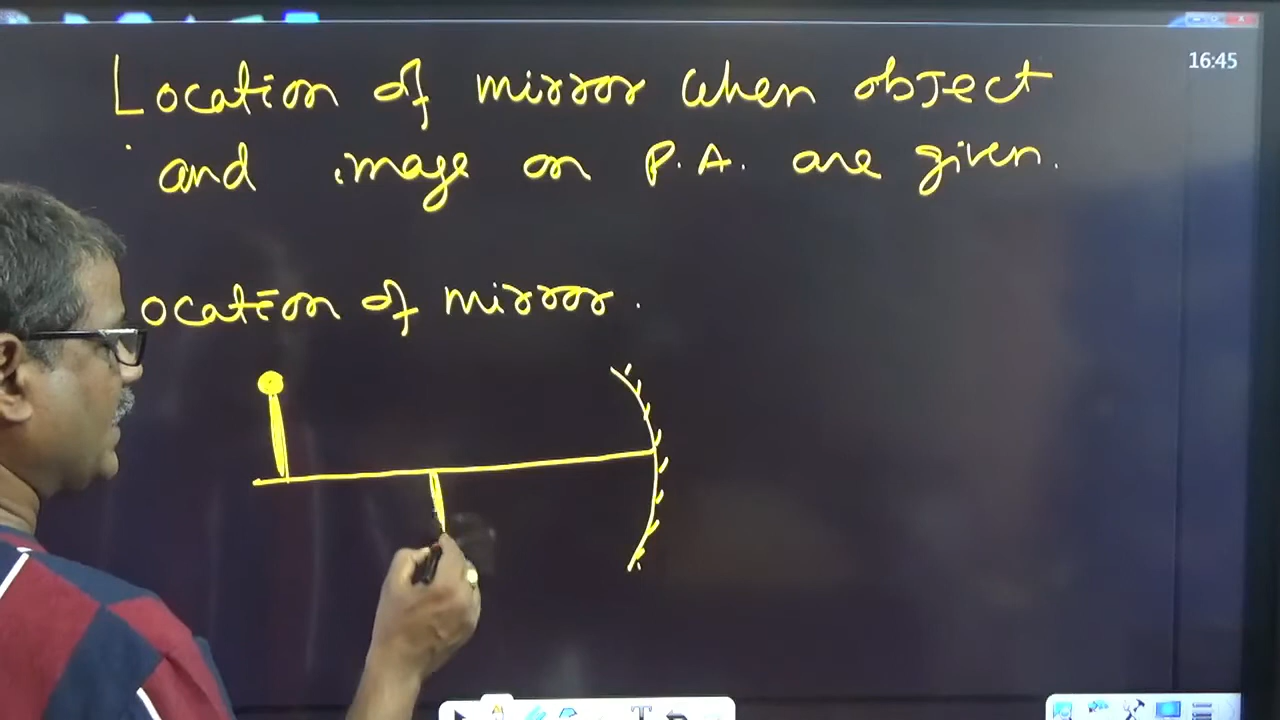 Location of mirror when object
and image on P.A. are given.
ocation of mirror.
16:45